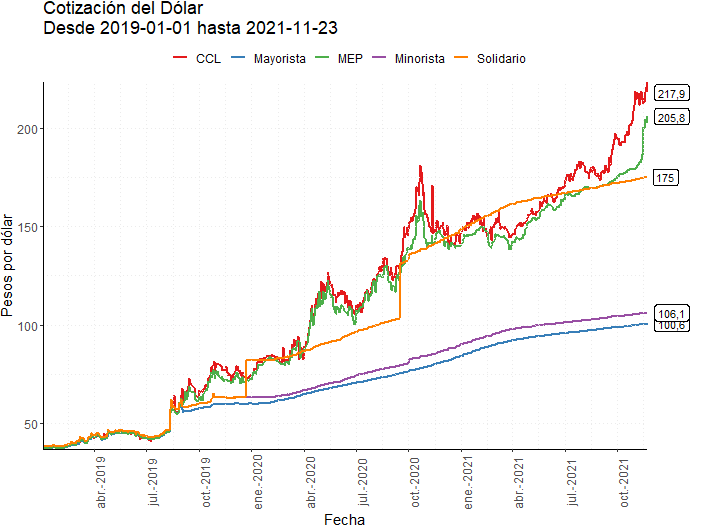 Cotización del Dólar
Desde 2019-01-01 hasta 2021-11-23
CCL Mayorista MEP Minorista Solidario
Pesos por dólar
200
150
100
50
217,9
205,8
175
106,1
100,6
abr.-2019 jul.-2019 oct.-2019 ene.-2020 abr.-2020 jul.-2020 oct.-2020 ene.-2021 abr.-2021 jul.-2021 oct.-2021
Fecha